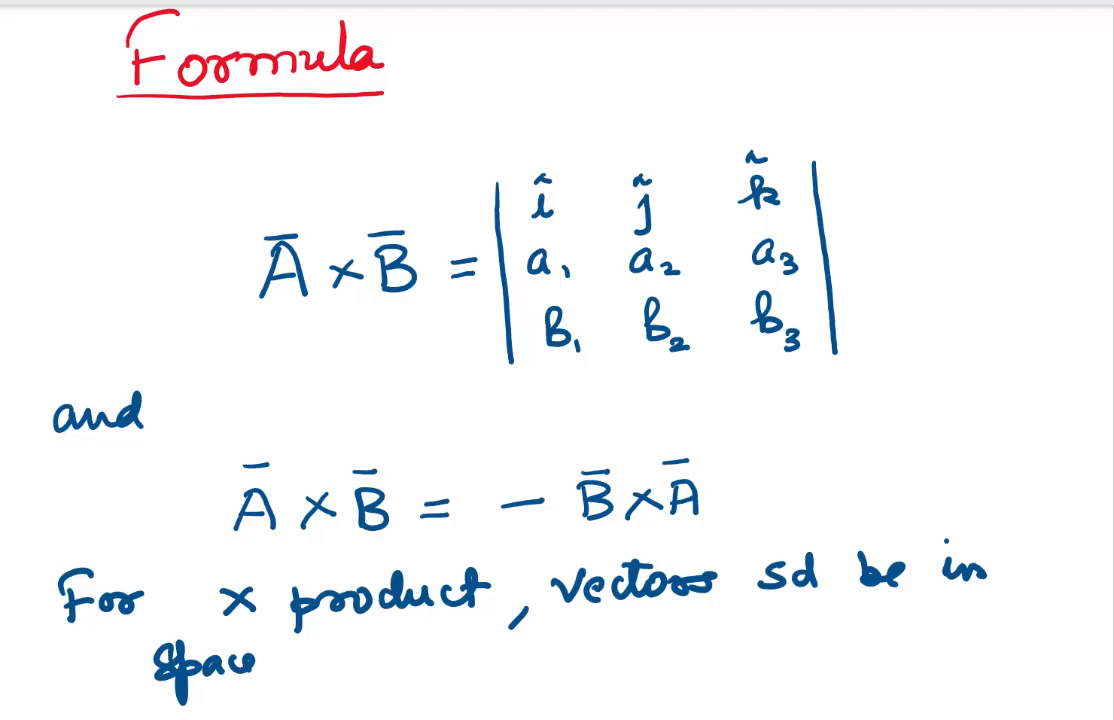 Formula
î ĵ k̂
A̅ × B̅ = a₁ a₂ a₃
B₁ b₂ b₃
and
A̅ × B̅ = - B̅ × A̅
For × product, vectors sd be in
space